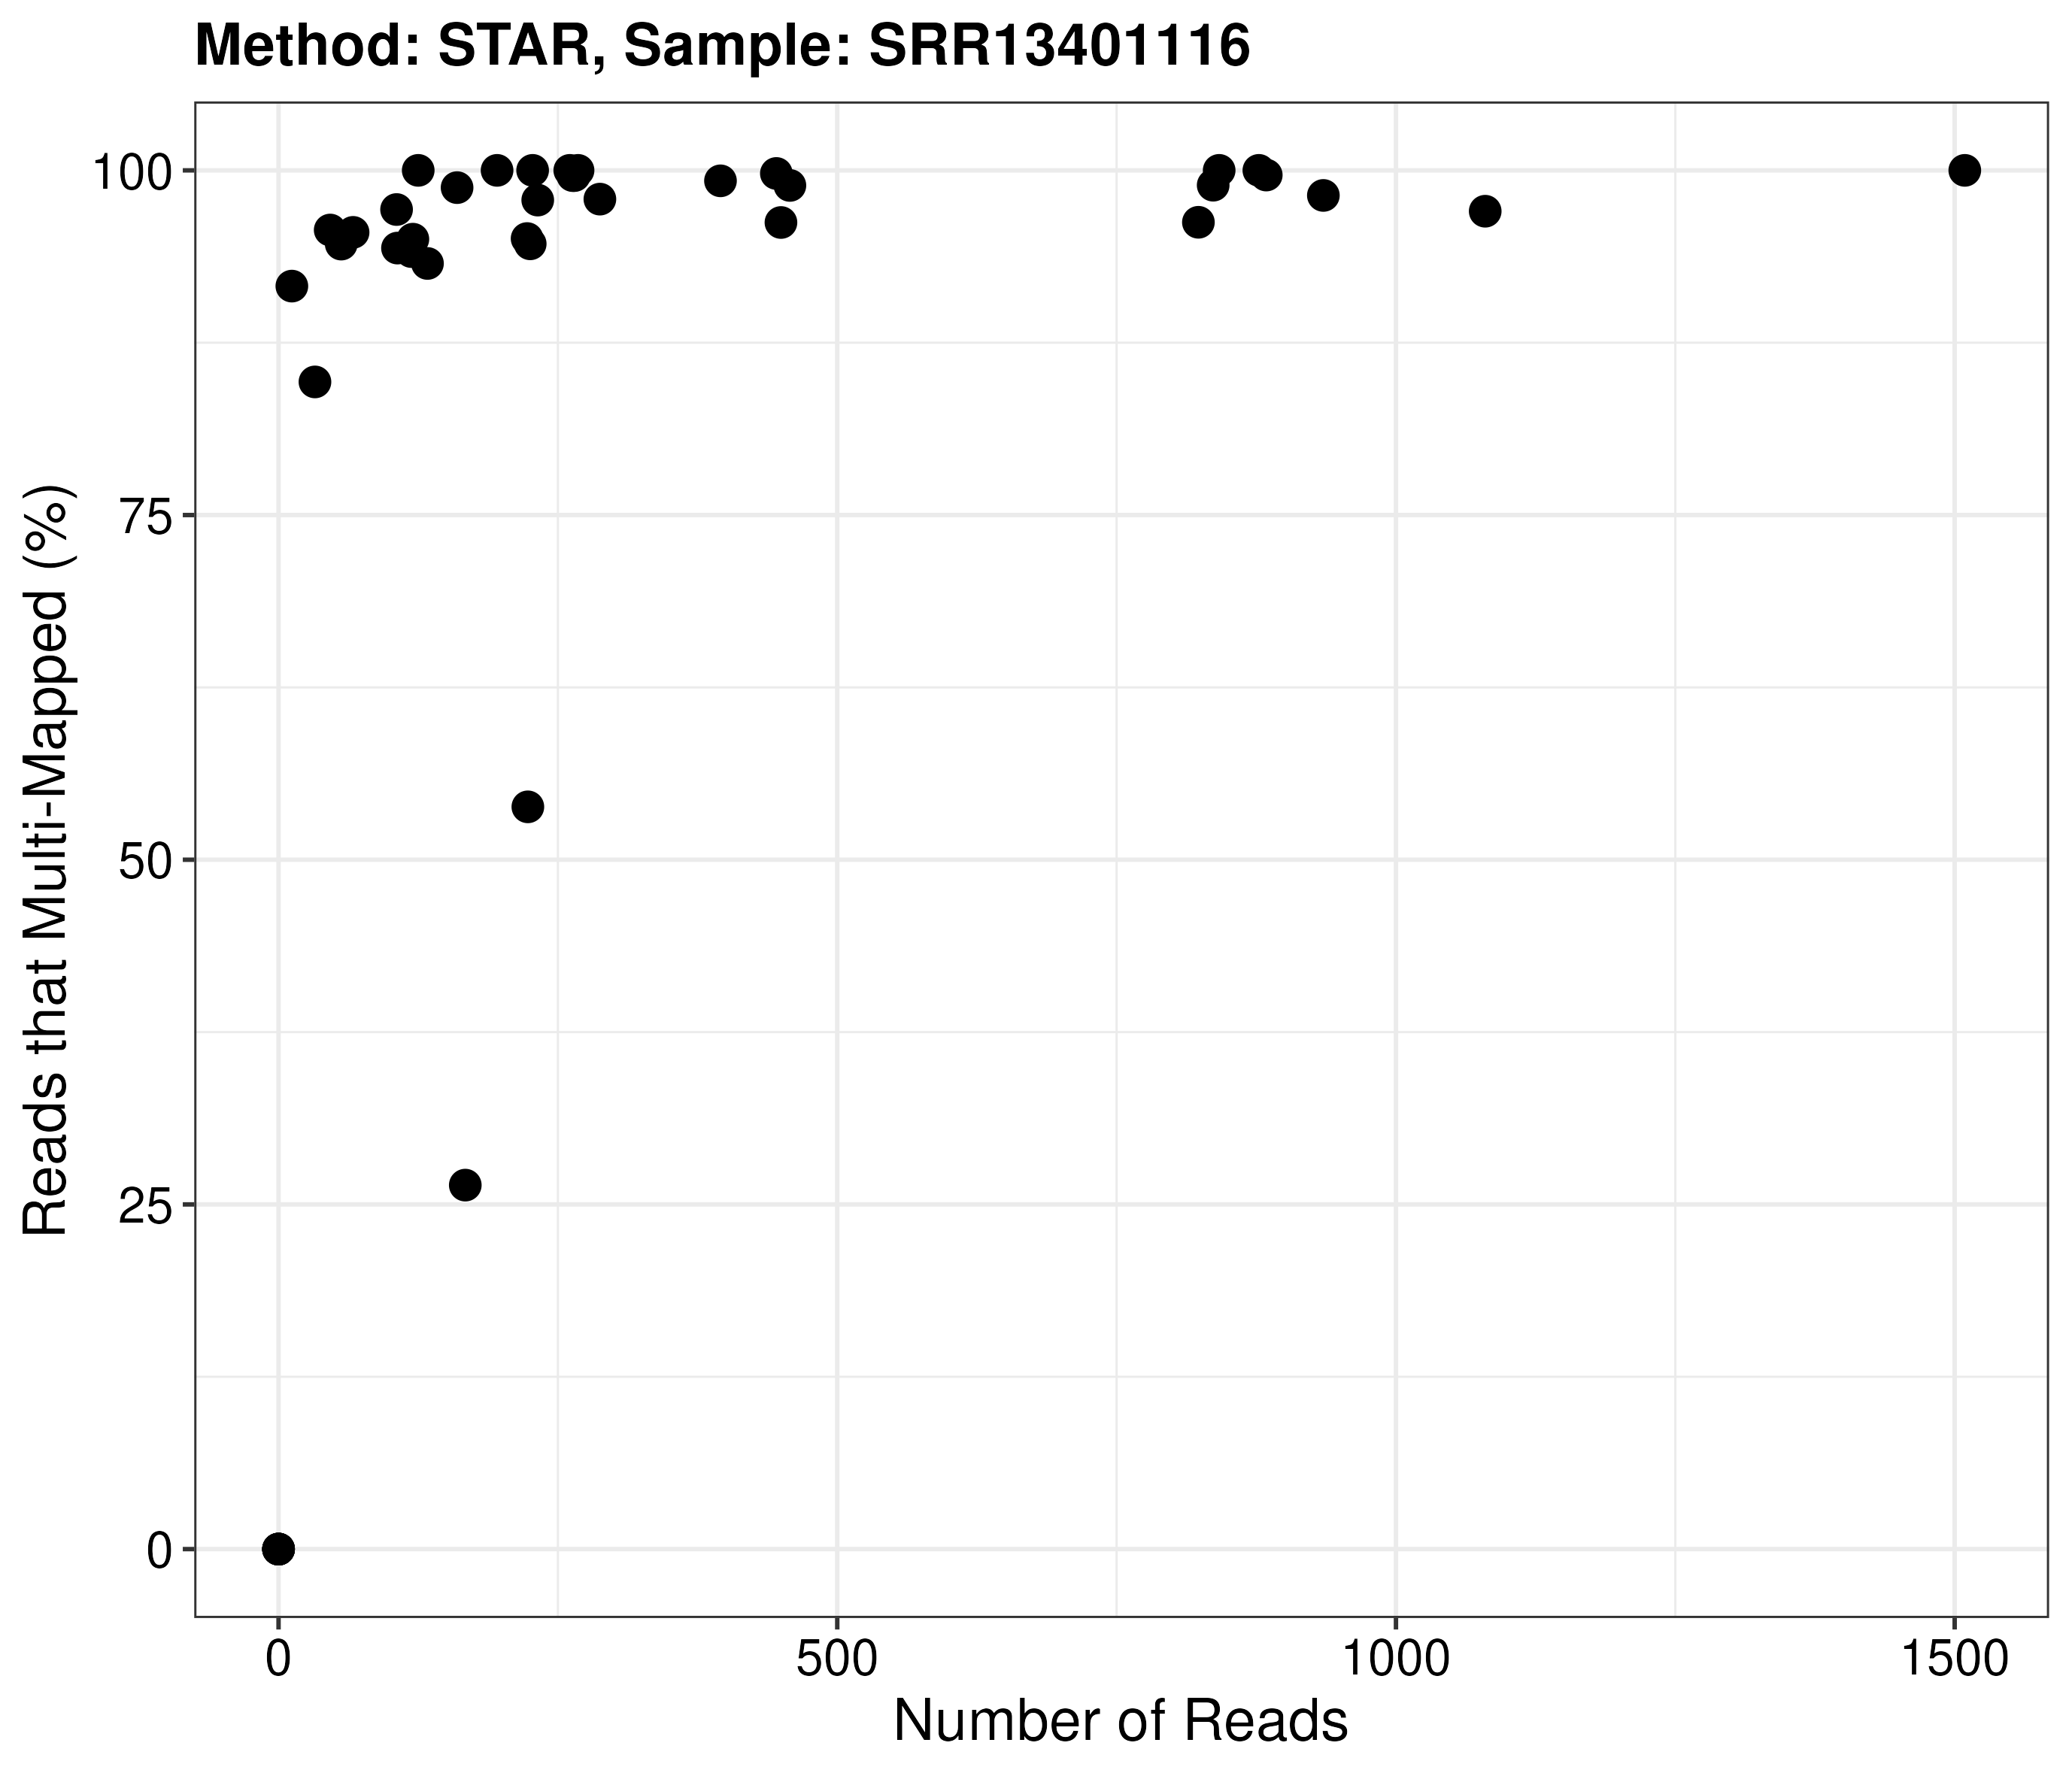 Method: STAR, Sample: SRR13401116
100
75
50
25
0
Reads that Multi-Mapped (%)
0 500 1000 1500
Number of Reads